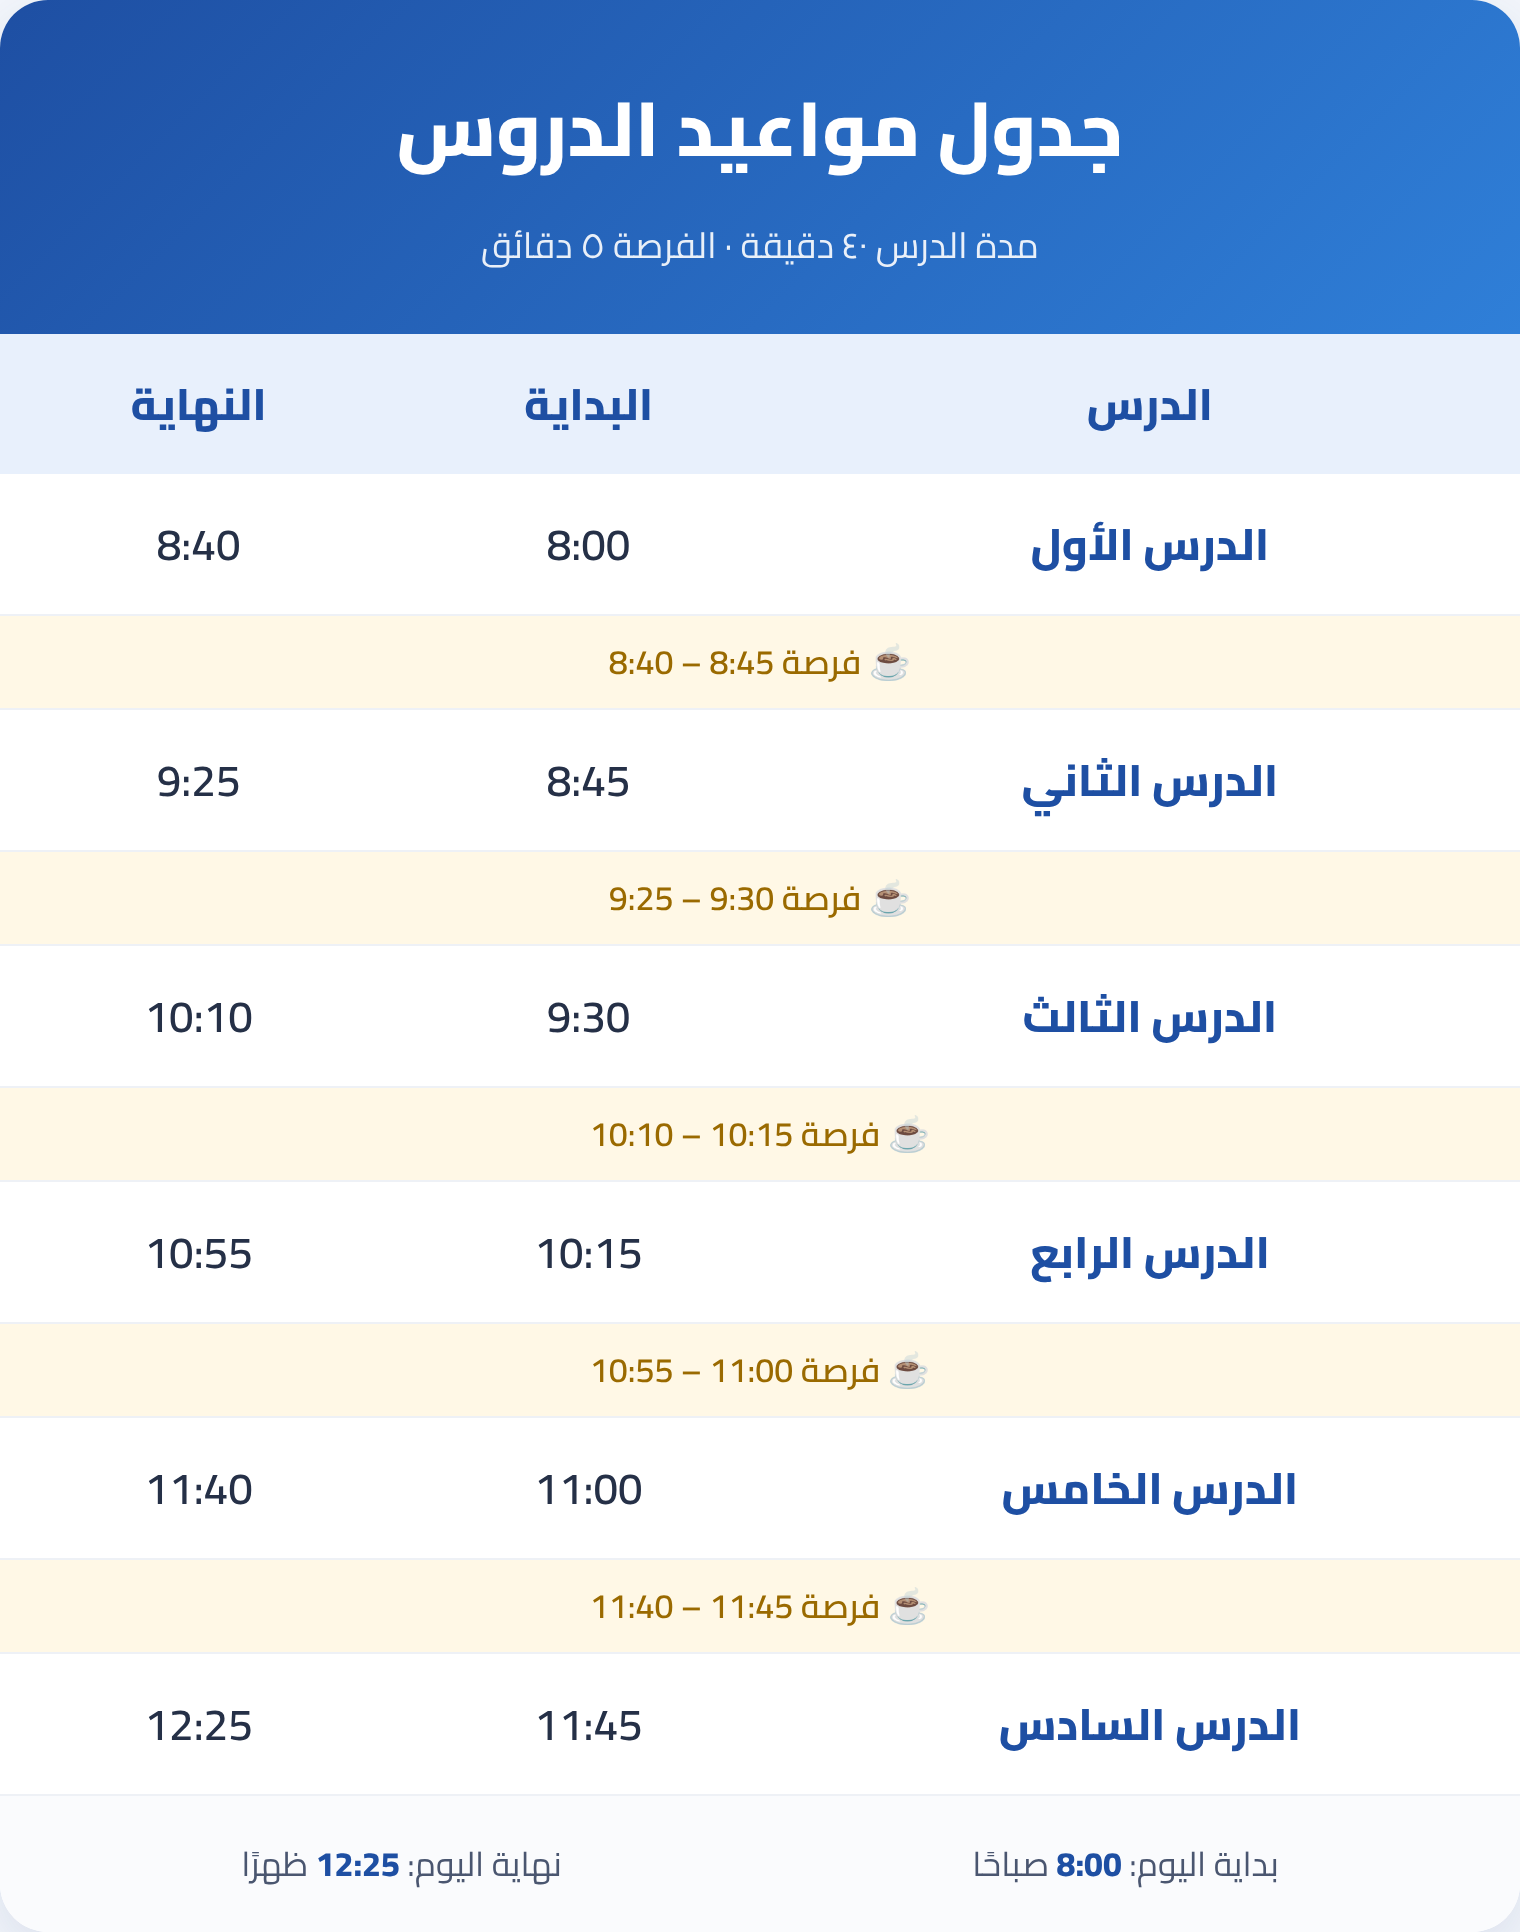 جدول مواعيد الدروس
مدة الدرس ٤٠ دقيقة · الفرصة ٥ دقائق
الدرس البداية النهاية
الدرس الأول 8:00 8:40
☕ فرصة 8:45 – 8:40
الدرس الثاني 8:45 9:25
☕ فرصة 9:30 – 9:25
الدرس الثالث 9:30 10:10
☕ فرصة 10:15 – 10:10
الدرس الرابع 10:15 10:55
☕ فرصة 11:00 – 10:55
الدرس الخامس 11:00 11:40
☕ فرصة 11:45 – 11:40
الدرس السادس 11:45 12:25
بداية اليوم: 8:00 صباحًا نهاية اليوم: 12:25 ظهرًا